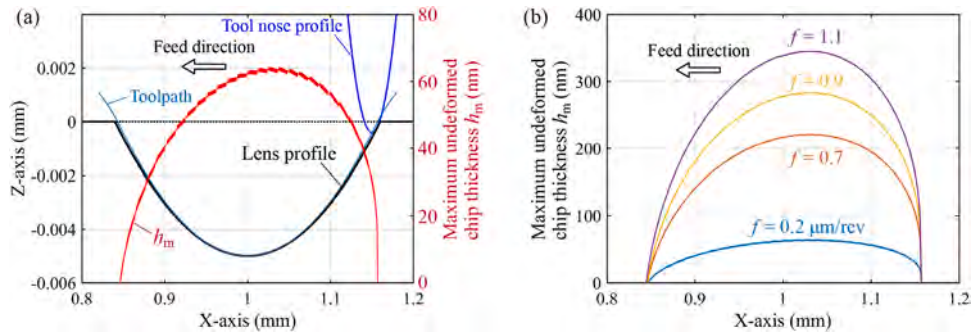 (a)
Tool nose profile
80
0.002
Feed direction
60
Toolpath
0
40
-0.002
Lens profile
-0.004
20
hm
-0.006
0
0.8
0.9
1
1.1
1.2
X-axis (mm)
Z-axis (mm)
Maximum undeformed
chip thickness hm (nm)
(b)
400
f = 1.1
Feed direction
300
f = 0.9
200
f = 0.7
100
f = 0.2 μm/rev
0
0.8
0.9
1
1.1
1.2
X-axis (mm)
Maximum undeformed
chip thickness hm (nm)